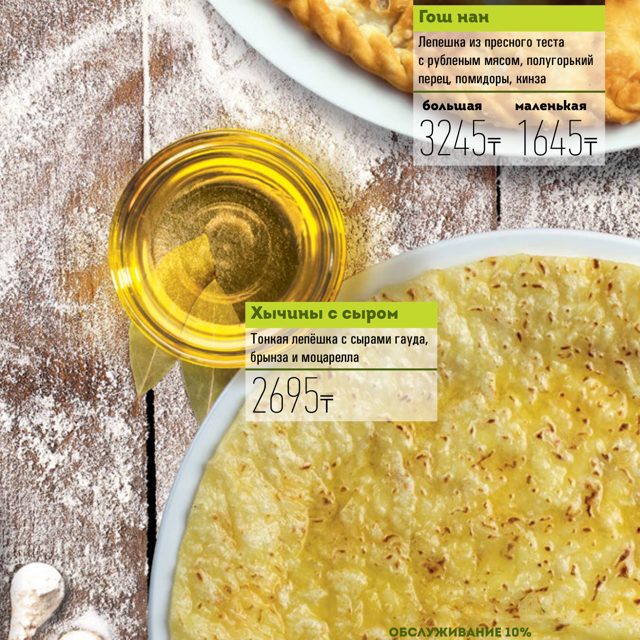 Гош нан
Лепешка из пресного теста
с рубленым мясом, полугорький
перец, помидоры, кинза
большая маленькая
3245₸ 1645₸
Хычины с сыром
Тонкая лепёшка с сырами гауда,
брынза и моцарелла
2695₸
ОБСЛУЖИВАНИЕ 10%